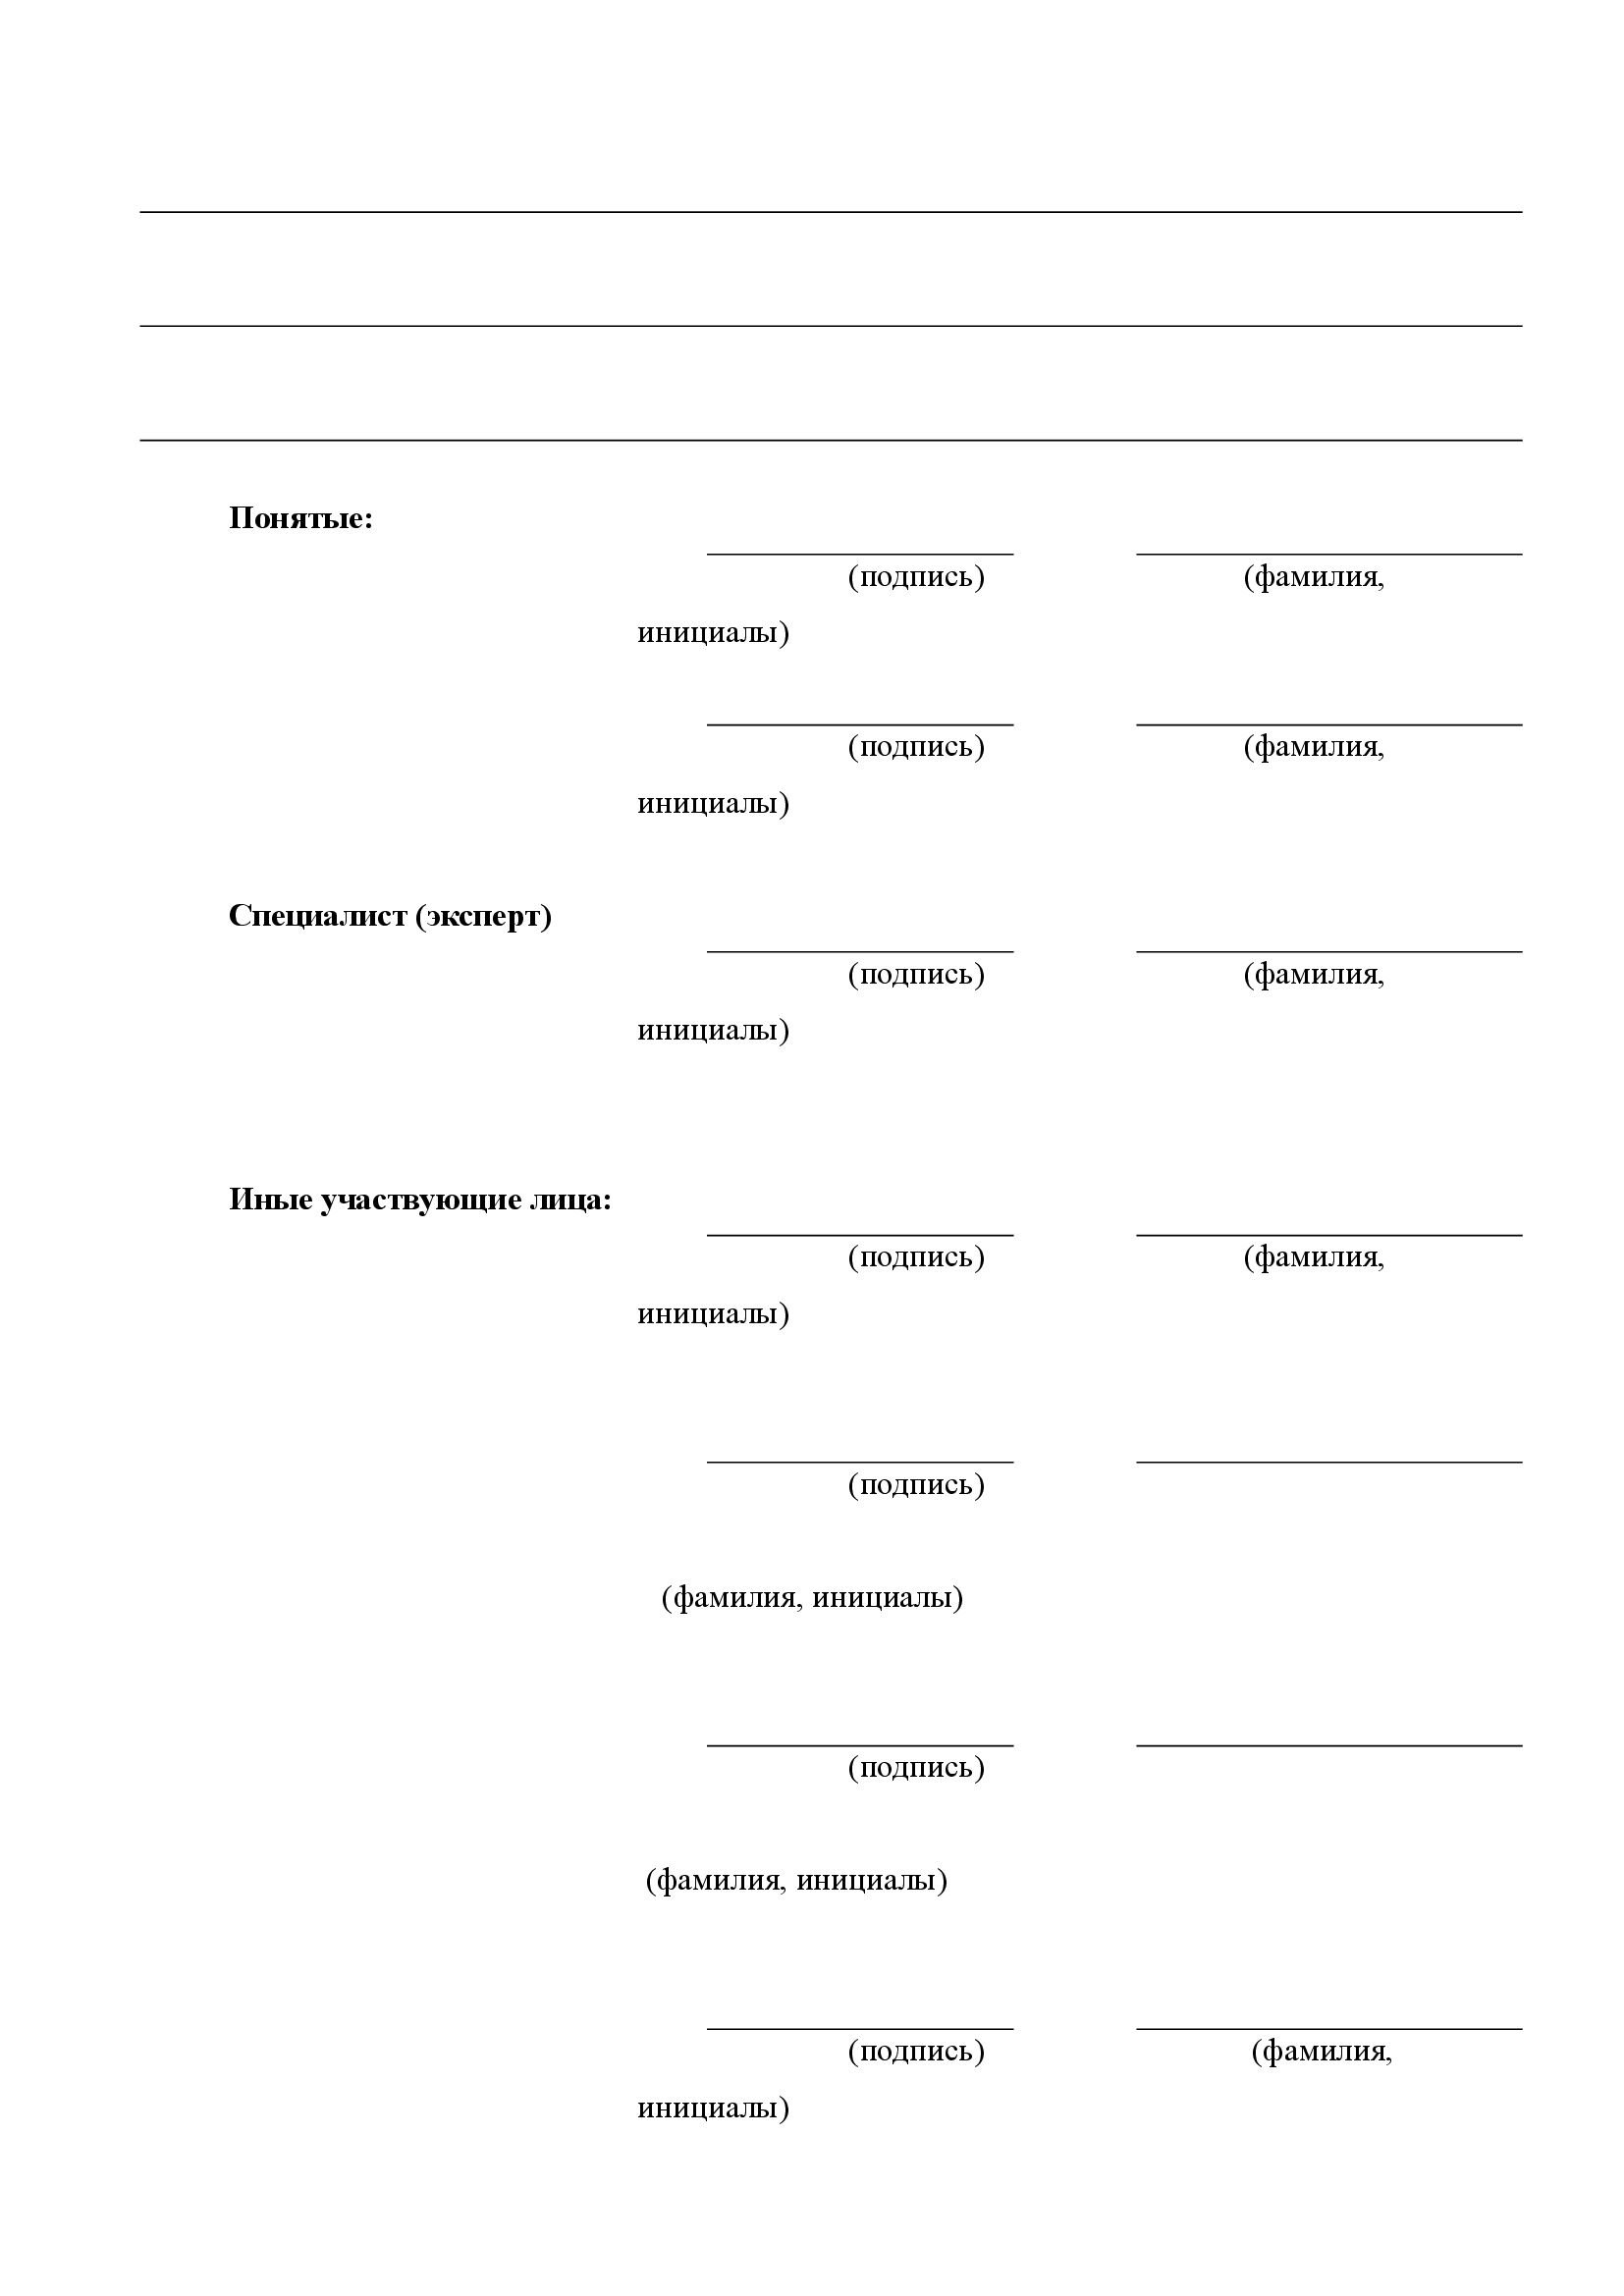 Понятые:
(подпись) (фамилия,
инициалы)
(подпись) (фамилия,
инициалы)
Специалист (эксперт)
(подпись) (фамилия,
инициалы)
Иные участвующие лица:
(подпись) (фамилия,
инициалы)
(подпись)
(фамилия, инициалы)
(подпись)
(фамилия, инициалы)
(подпись) (фамилия,
инициалы)